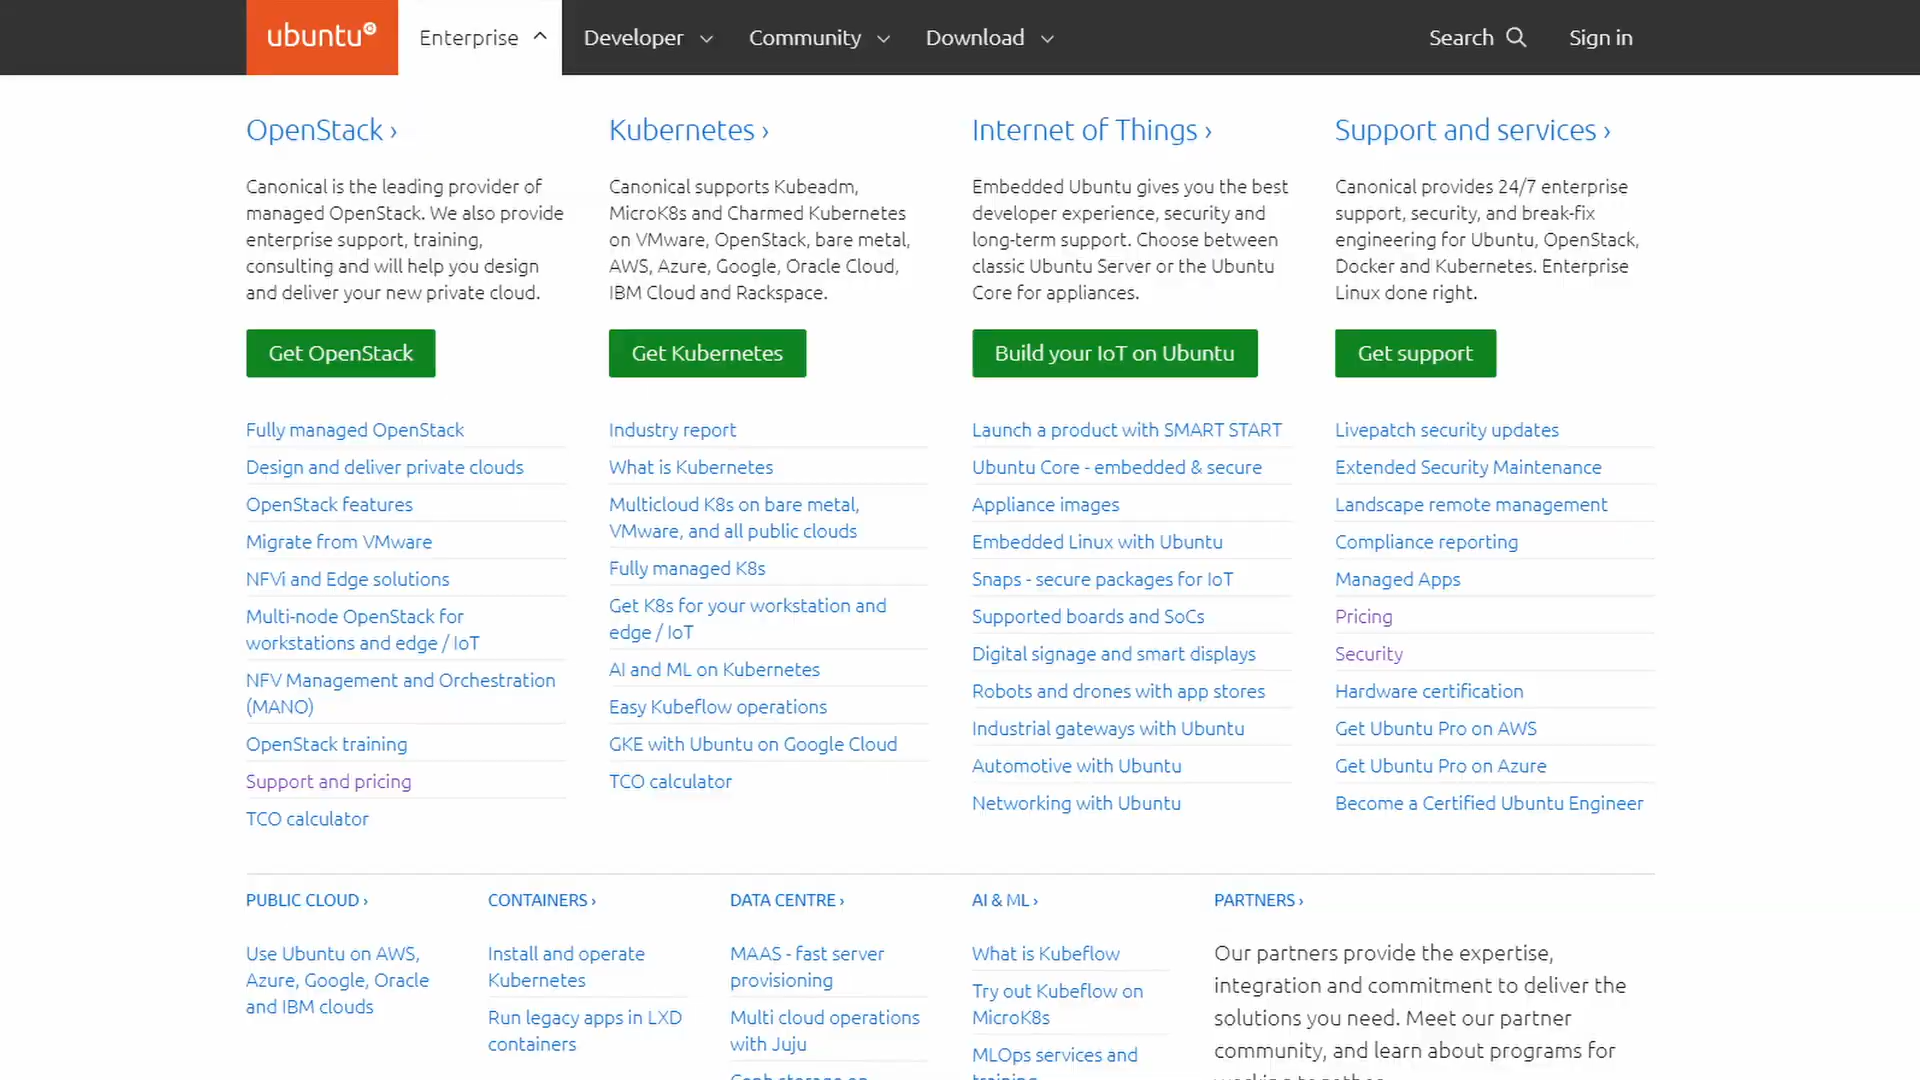 ubuntu
Enterprise
Developer
Community
Download
Search
Sign in
OpenStack ›
Canonical is the leading provider of
managed OpenStack. We also provide
enterprise support, training,
consulting and will help you design
and deliver your new private cloud.
Get OpenStack
Fully managed OpenStack
Design and deliver private clouds
OpenStack features
Migrate from VMware
NFVi and Edge solutions
Multi-node OpenStack for
workstations and edge / IoT
NFV Management and Orchestration
(MANO)
OpenStack training
Support and pricing
TCO calculator
Kubernetes ›
Canonical supports Kubeadm,
MicroK8s and Charmed Kubernetes
on VMware, OpenStack, bare metal,
AWS, Azure, Google, Oracle Cloud,
IBM Cloud and Rackspace.
Get Kubernetes
Industry report
What is Kubernetes
Multicloud K8s on bare metal,
VMware, and all public clouds
Fully managed K8s
Get K8s for your workstation and
edge / IoT
AI and ML on Kubernetes
Easy Kubeflow operations
GKE with Ubuntu on Google Cloud
TCO calculator
Internet of Things ›
Embedded Ubuntu gives you the best
developer experience, security and
long-term support. Choose between
classic Ubuntu Server or the Ubuntu
Core for appliances.
Build your IoT on Ubuntu
Launch a product with SMART START
Ubuntu Core - embedded & secure
Appliance images
Embedded Linux with Ubuntu
Snaps - secure packages for IoT
Supported boards and SoCs
Digital signage and smart displays
Robots and drones with app stores
Industrial gateways with Ubuntu
Automotive with Ubuntu
Networking with Ubuntu
Support and services ›
Canonical provides 24/7 enterprise
support, security, and break-fix
engineering for Ubuntu, OpenStack,
Docker and Kubernetes. Enterprise
Linux done right.
Get support
Livepatch security updates
Extended Security Maintenance
Landscape remote management
Compliance reporting
Managed Apps
Pricing
Security
Hardware certification
Get Ubuntu Pro on AWS
Get Ubuntu Pro on Azure
Become a Certified Ubuntu Engineer
PUBLIC CLOUD ›
Use Ubuntu on AWS,
Azure, Google, Oracle
and IBM clouds
CONTAINERS ›
Install and operate
Kubernetes
Run legacy apps in LXD
containers
DATA CENTRE ›
MAAS - fast server
provisioning
Multi cloud operations
with Juju
Ceph storage on
AI & ML ›
What is Kubeflow
Try out Kubeflow on
MicroK8s
MLOps services and
training
PARTNERS ›
Our partners provide the expertise,
integration and commitment to deliver the
solutions you need. Meet our partner
community, and learn about programs for
working together.